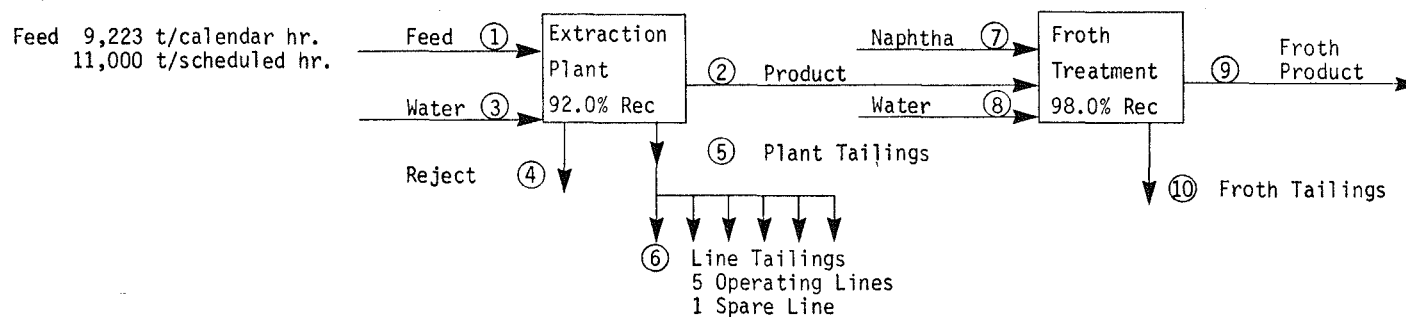 Feed 9,223 t/calendar hr.
11,000 t/scheduled hr.
Feed ①
Water ③
Extraction
Plant
92.0% Rec
② Product
Reject ④
⑤ Plant Tailings
⑥ Line Tailings
5 Operating Lines
1 Spare Line
Naphtha ⑦
Water ⑧
Froth
Treatment
98.0% Rec
⑨ Froth
Product
⑩ Froth Tailings